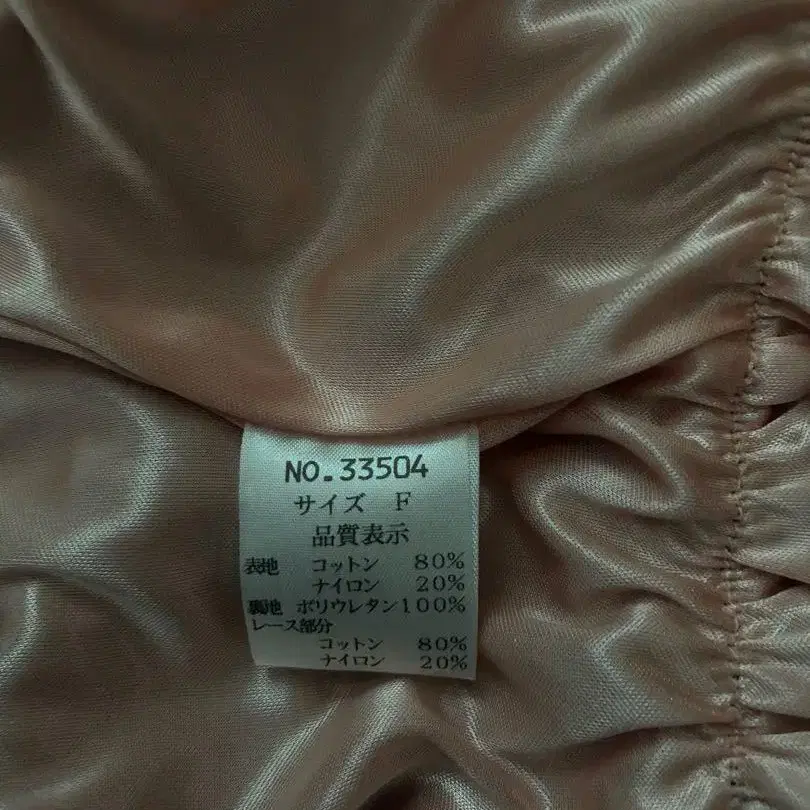 NO.33504
サイズ F
品質表示
表地 コットン 80%
ナイロン 20%
裏地 ポリウレタン100%
レース部分
コットン 80%
ナイロン 20%